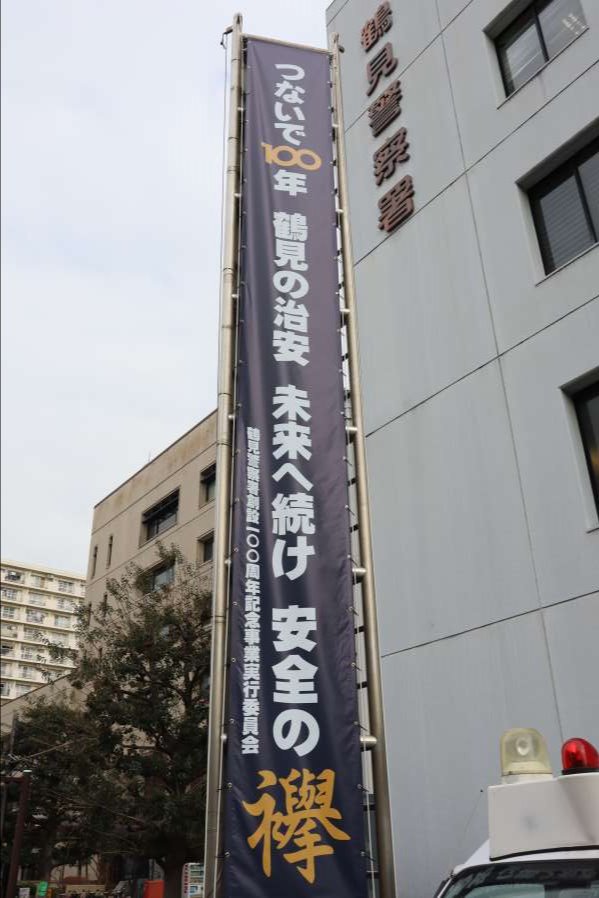 鶴見警察署
つないで100年 鶴見の治安 未来へ続け 安全の襷
鶴見警察署創設一〇〇周年記念事業実行委員会